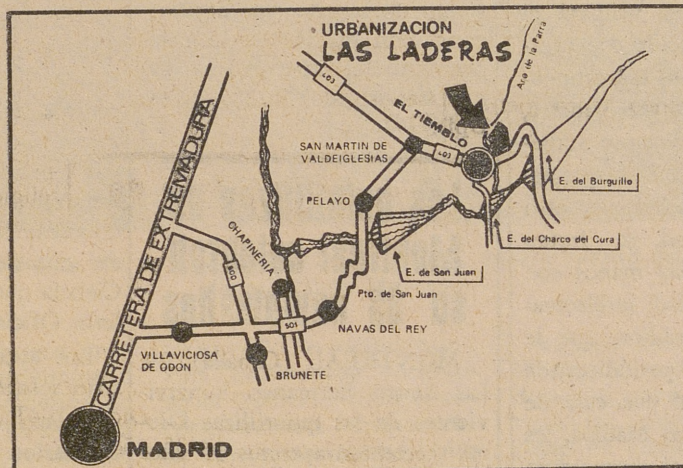 URBANIZACION
LAS LADERAS
Aro de la Parra
L03
EL TIEMBLO
SAN MARTIN DE
VALDEIGLESIAS
L03
E. del Burguillo
PELAYO
CARRETERA DE EXTREMADURA
CHAPINERIA
E. del Charco del Cura
E. de San Juan
Pto. de San Juan
501
NAVAS DEL REY
VILLAVICIOSA
DE ODON
BRUNETE
MADRID